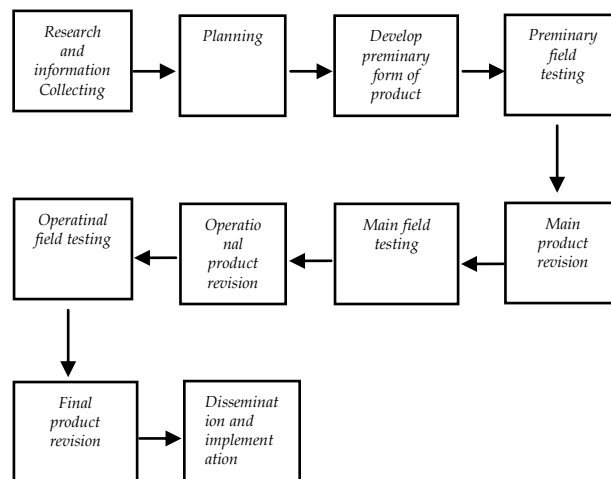 Research
and
information
Collecting
Planning
Develop
preminary
form of
product
Preminary
field
testing
Main
product
revision
Main field
testing
Operatio
nal
product
revision
Operatinal
field testing
Final
product
revision
Disseminat
ion and
implement
ation